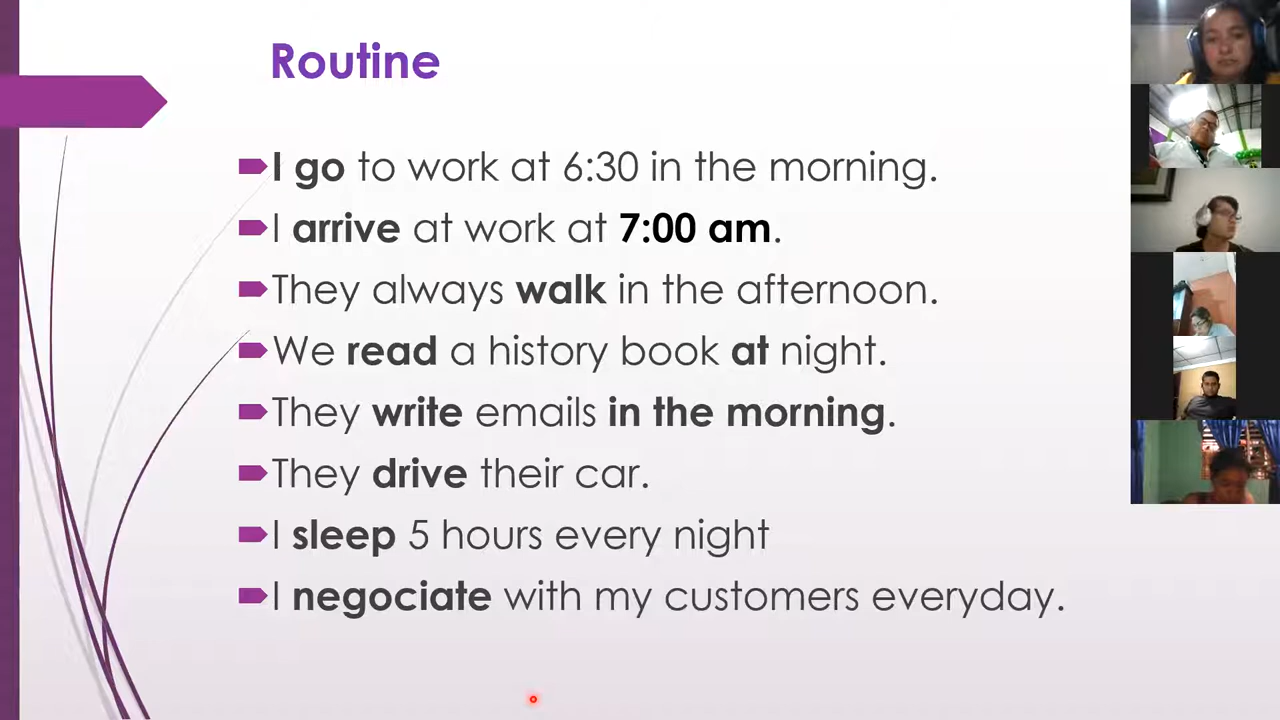 Routine
I go to work at 6:30 in the morning.
I arrive at work at 7:00 am.
They always walk in the afternoon.
We read a history book at night.
They write emails in the morning.
They drive their car.
I sleep 5 hours every night
I negociate with my customers everyday.